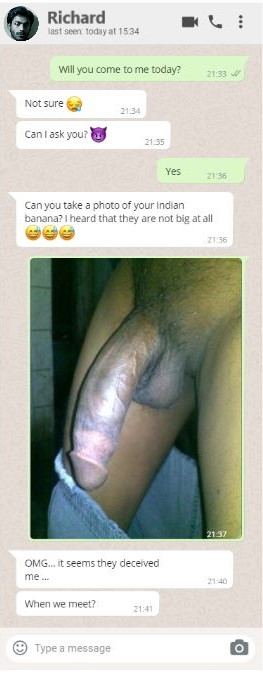 Richard
last seen: today at 15:34
Will you come to me today?
21:33
Not sure 😪
21:34
Can I ask you? 😈
21:35
Yes
21:36
Can you take a photo of your Indian
banana? I heard that they are not big at all
😅😅😅
21:36
21:37
OMG... it seems they deceived
me ...
21:40
When we meet?
21:41
Type a message